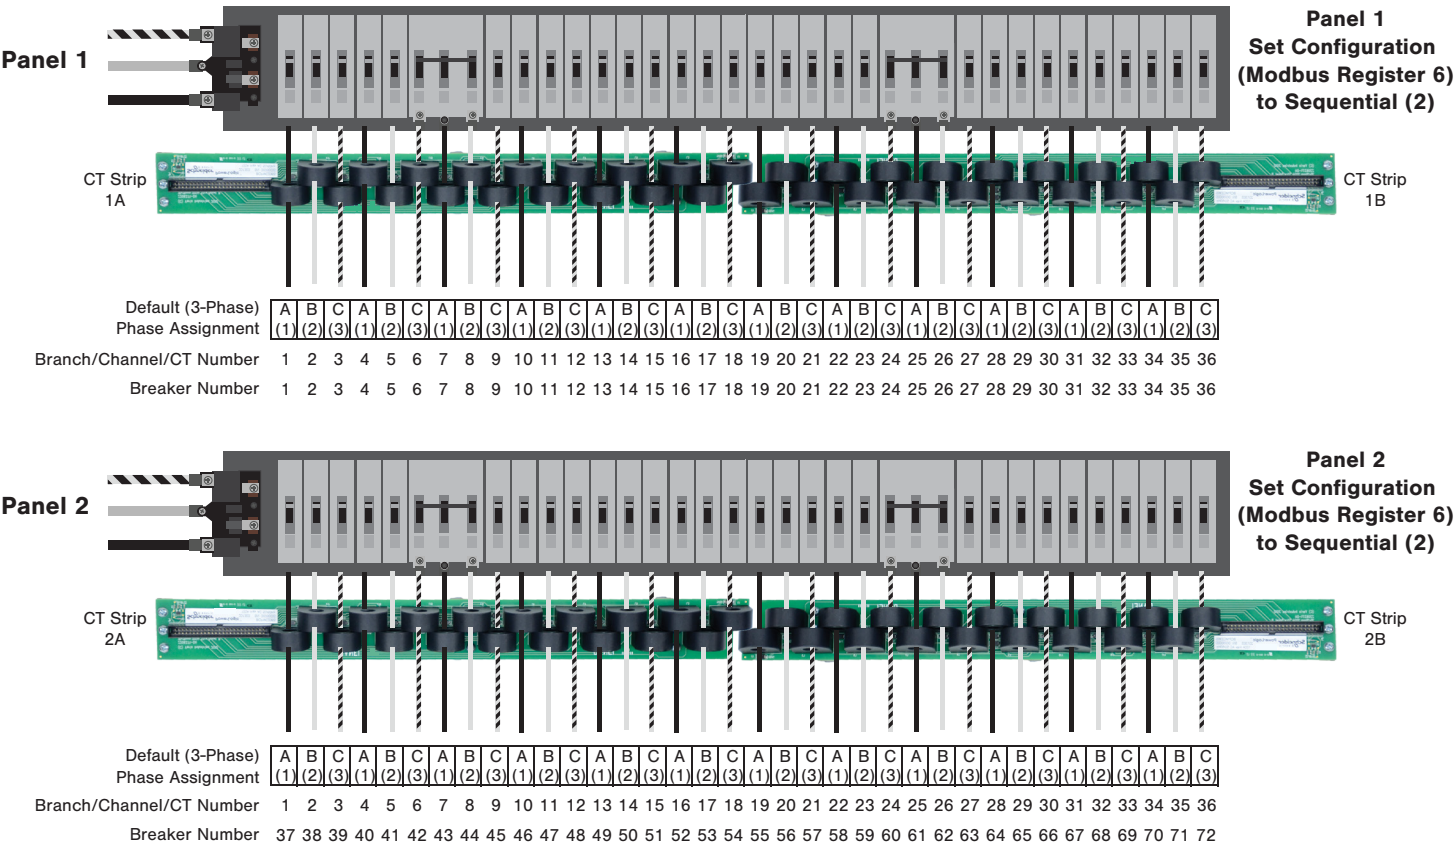 Panel 1
Panel 1
Set Configuration
(Modbus Register 6)
to Sequential (2)
CT Strip
1A
CT Strip
1B
Default (3-Phase)
Phase Assignment
A B C A B C A B C A B C A B C A B C A B C A B C A B C A B C A B C A B C
(1) (2) (3) (1) (2) (3) (1) (2) (3) (1) (2) (3) (1) (2) (3) (1) (2) (3) (1) (2) (3) (1) (2) (3) (1) (2) (3) (1) (2) (3) (1) (2) (3) (1) (2) (3)
Branch/Channel/CT Number 1 2 3 4 5 6 7 8 9 10 11 12 13 14 15 16 17 18 19 20 21 22 23 24 25 26 27 28 29 30 31 32 33 34 35 36
Breaker Number 1 2 3 4 5 6 7 8 9 10 11 12 13 14 15 16 17 18 19 20 21 22 23 24 25 26 27 28 29 30 31 32 33 34 35 36
Panel 2
Panel 2
Set Configuration
(Modbus Register 6)
to Sequential (2)
CT Strip
2A
CT Strip
2B
Default (3-Phase)
Phase Assignment
A B C A B C A B C A B C A B C A B C A B C A B C A B C A B C A B C A B C
(1) (2) (3) (1) (2) (3) (1) (2) (3) (1) (2) (3) (1) (2) (3) (1) (2) (3) (1) (2) (3) (1) (2) (3) (1) (2) (3) (1) (2) (3) (1) (2) (3) (1) (2) (3)
Branch/Channel/CT Number 1 2 3 4 5 6 7 8 9 10 11 12 13 14 15 16 17 18 19 20 21 22 23 24 25 26 27 28 29 30 31 32 33 34 35 36
Breaker Number 37 38 39 40 41 42 43 44 45 46 47 48 49 50 51 52 53 54 55 56 57 58 59 60 61 62 63 64 65 66 67 68 69 70 71 72